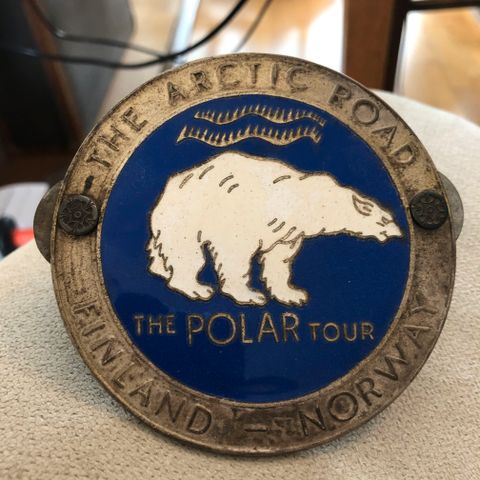 THE ARCTIC ROAD
THE POLAR TOUR
FINLAND — NORWAY